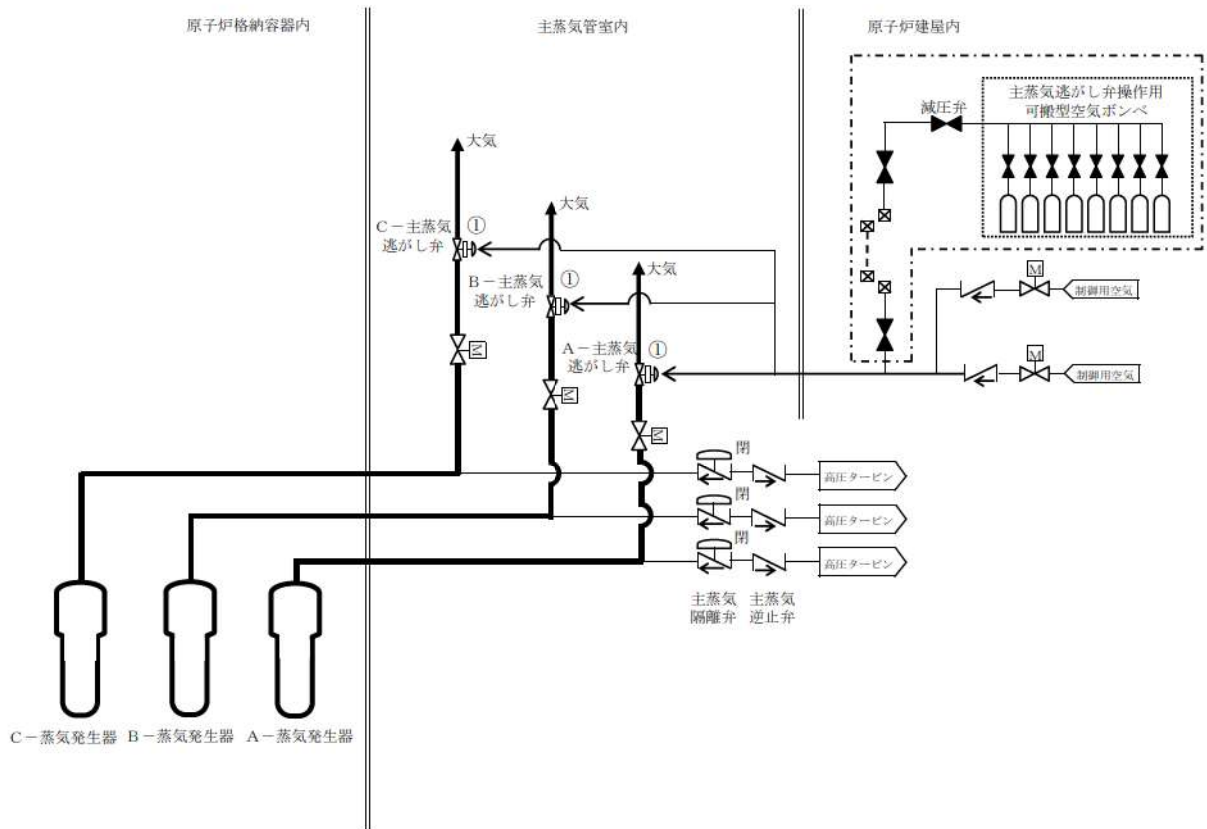 原子炉格納容器内
主蒸気管室内
原子炉建屋内
主蒸気逃がし弁操作用
可搬型空気ボンベ
減圧弁
大気
大気
大気
C－主蒸気
逃がし弁
①
B－主蒸気
逃がし弁
①
A－主蒸気
逃がし弁
①
M
M
M
M
制御用空気
M
制御用空気
閉
高圧タービン
閉
高圧タービン
閉
高圧タービン
主蒸気
隔離弁
主蒸気
逆止弁
C－蒸気発生器
B－蒸気発生器
A－蒸気発生器